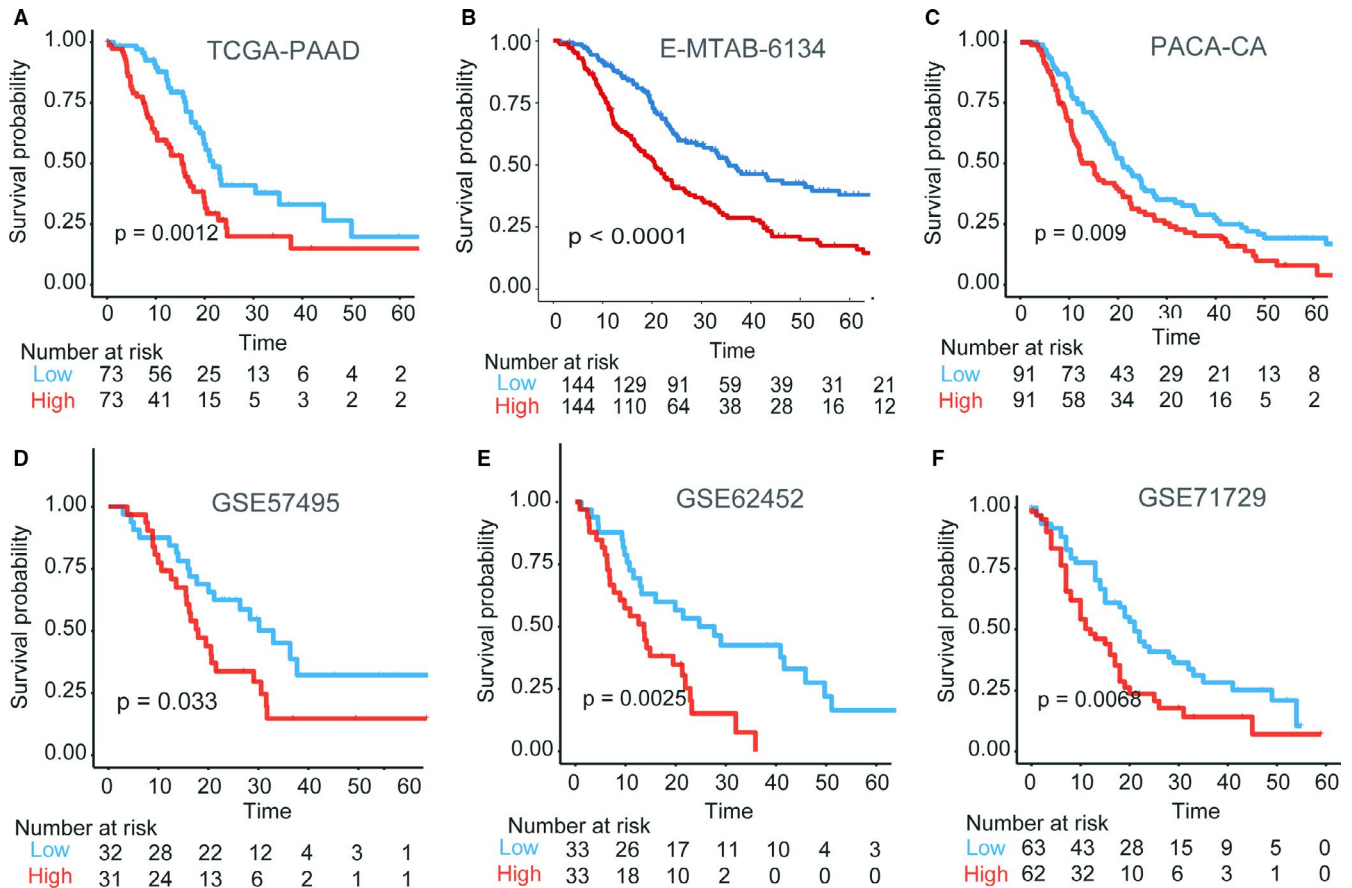 A
TCGA-PAAD
Survival probability
1.00
0.75
0.50
0.25
0.00
p = 0.0012
0 10 20 30 40 50 60
Time
Number at risk
Low 73 56 25 13 6 4 2
High 73 41 15 5 3 2 2
B
E-MTAB-6134
Survival probability
1.00
0.75
0.50
0.25
0.00
p < 0.0001
0 10 20 30 40 50 60
Time
Number at risk
Low 144 129 91 59 39 31 21
High 144 110 64 38 28 16 12
C
PACA-CA
Survival probability
1.00
0.75
0.50
0.25
0.00
p = 0.009
0 10 20 30 40 50 60
Time
Number at risk
Low 91 73 43 29 21 13 8
High 91 58 34 20 16 5 2
D
GSE57495
Survival probability
1.00
0.75
0.50
0.25
0.00
p = 0.033
0 10 20 30 40 50 60
Time
Number at risk
Low 32 28 22 12 4 3 1
High 31 24 13 6 2 1 1
E
GSE62452
Survival probability
1.00
0.75
0.50
0.25
0.00
p = 0.0025
0 10 20 30 40 50 60
Time
Number at risk
Low 33 26 17 11 10 4 3
High 33 18 10 2 0 0 0
F
GSE71729
Survival probability
1.00
0.75
0.50
0.25
0.00
p = 0.0068
0 10 20 30 40 50 60
Time
Number at risk
Low 63 43 28 15 9 5 0
High 62 32 10 6 3 1 0